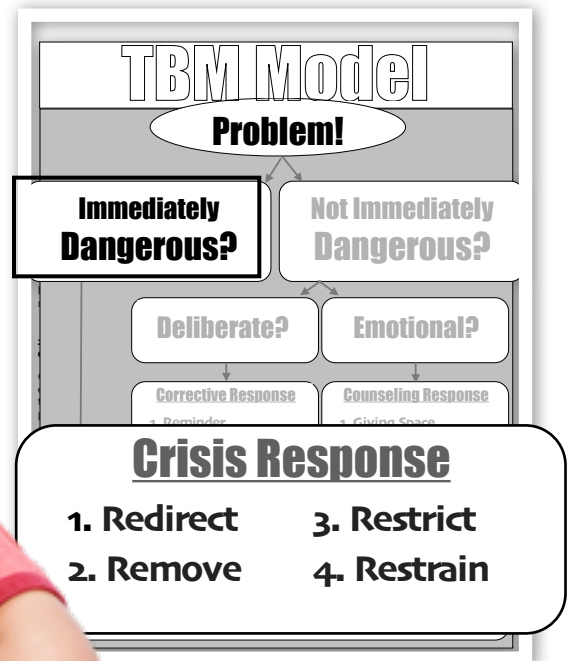 TBM Model
Problem!
Immediately
Dangerous?
Not Immediately
Dangerous?
Deliberate?
Emotional?
Corrective Response
Counseling Response
1. Reminder
1. Giving Space
Crisis Response
1. Redirect
3. Restrict
2. Remove
4. Restrain